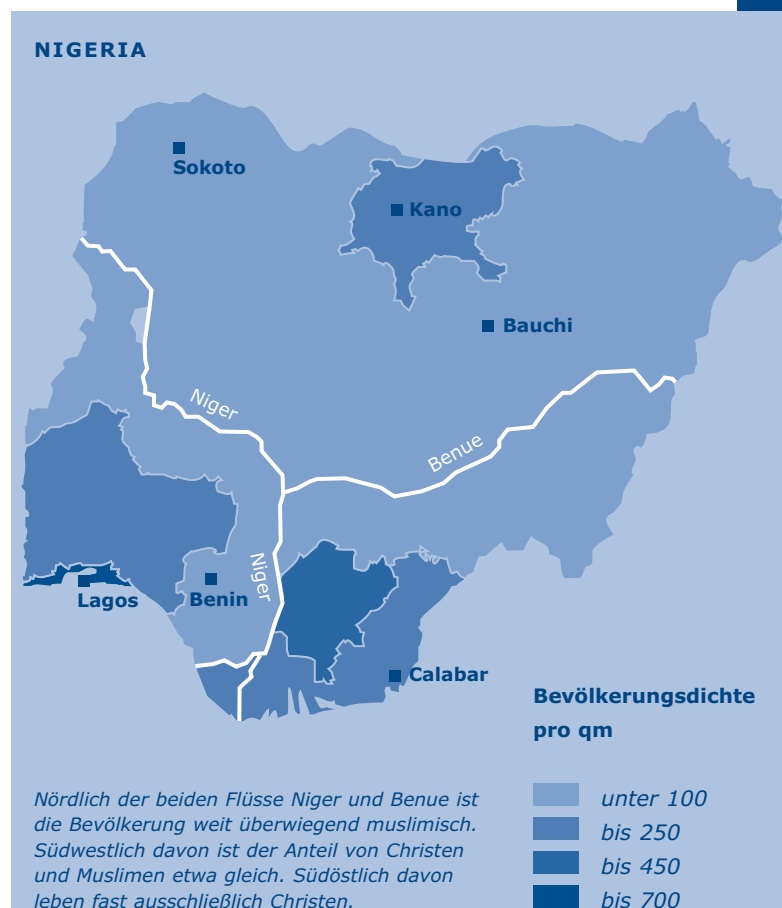 NIGERIA
Sokoto
Kano
Bauchi
Niger
Benue
Niger
Benin
Lagos
Calabar
Bevölkerungsdichte
pro qm
unter 100
bis 250
bis 450
bis 700
Nördlich der beiden Flüsse Niger und Benue ist
die Bevölkerung weit überwiegend muslimisch.
Südwestlich davon ist der Anteil von Christen
und Muslimen etwa gleich. Südöstlich davon
leben fast ausschließlich Christen.